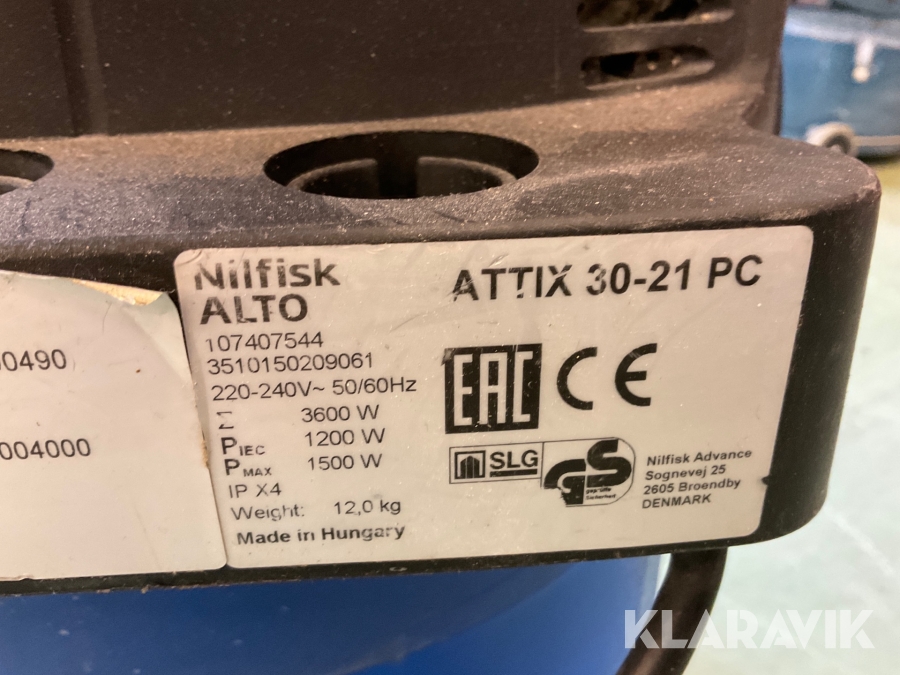 Nilfisk
ALTO
ATTIX 30-21 PC
107407544
3510150209061
220-240V~ 50/60Hz
Σ 3600 W
PIEC 1200 W
PMAX 1500 W
IP X4
Weight: 12,0 kg
Made in Hungary
EAC CE
SLG
GS
geprüfte
Sicherheit
Nilfisk Advance
Sognevej 25
2605 Broendby
DENMARK
0490
004000
KLARAVIK